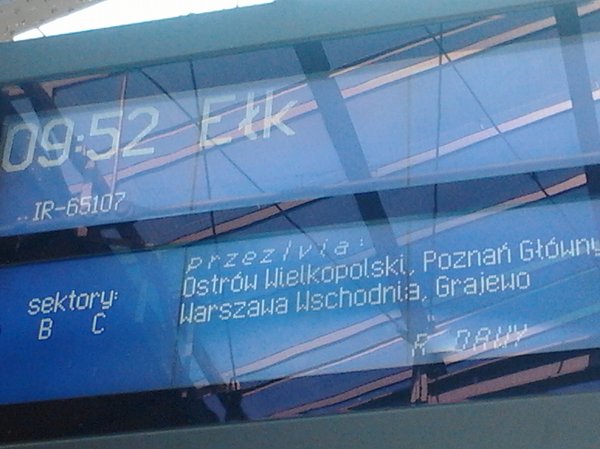 09:52 Ełk
IR-65107
sektory:
B C
przez/via:
Ostrów Wielkopolski, Poznań Główny
Warszawa Wschodnia, Grajewo